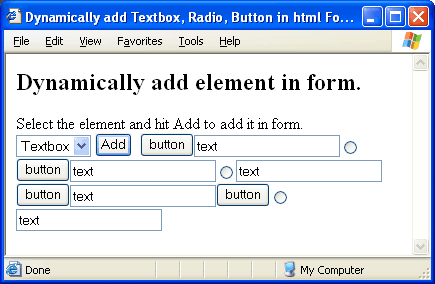 Dynamically add Textbox, Radio, Button in html Fo...
File Edit View Favorites Tools Help
Dynamically add element in form.
Select the element and hit Add to add it in form.
Textbox Add button text
button text text
button text button
text
Done My Computer